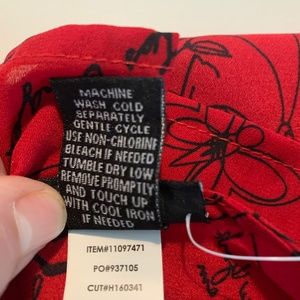 MACHINE
WASH COLD
SEPARATELY
GENTLE CYCLE
USE NON-CHLORINE
BLEACH IF NEEDED
TUMBLE DRY LOW
REMOVE PROMPTLY
AND TOUCH UP
WITH COOL IRON
IF NEEDED
ITEM#11097471
PO#937105
CUT#H160341